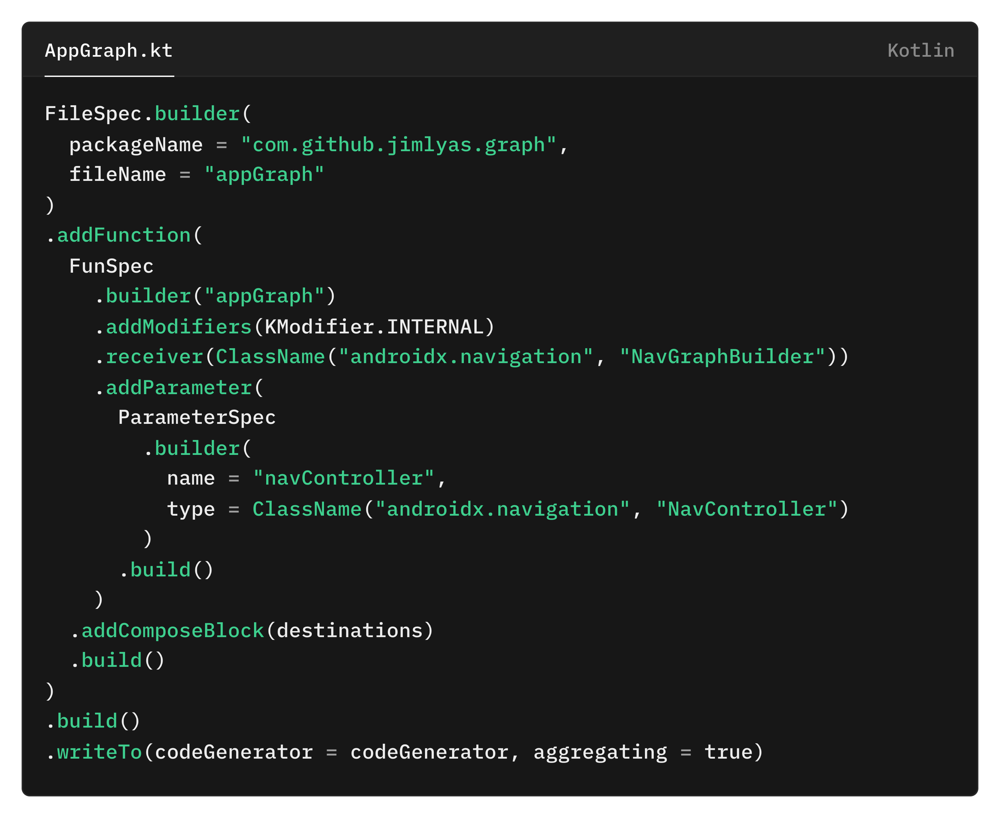 AppGraph.kt
Kotlin
FileSpec.builder(
  packageName = "com.github.jimlyas.graph",
  fileName = "appGraph"
)
.addFunction(
  FunSpec
    .builder("appGraph")
    .addModifiers(KModifier.INTERNAL)
    .receiver(ClassName("androidx.navigation", "NavGraphBuilder"))
    .addParameter(
      ParameterSpec
        .builder(
          name = "navController",
          type = ClassName("androidx.navigation", "NavController")
        )
      .build()
    )
  .addComposeBlock(destinations)
  .build()
)
.build()
.writeTo(codeGenerator = codeGenerator, aggregating = true)